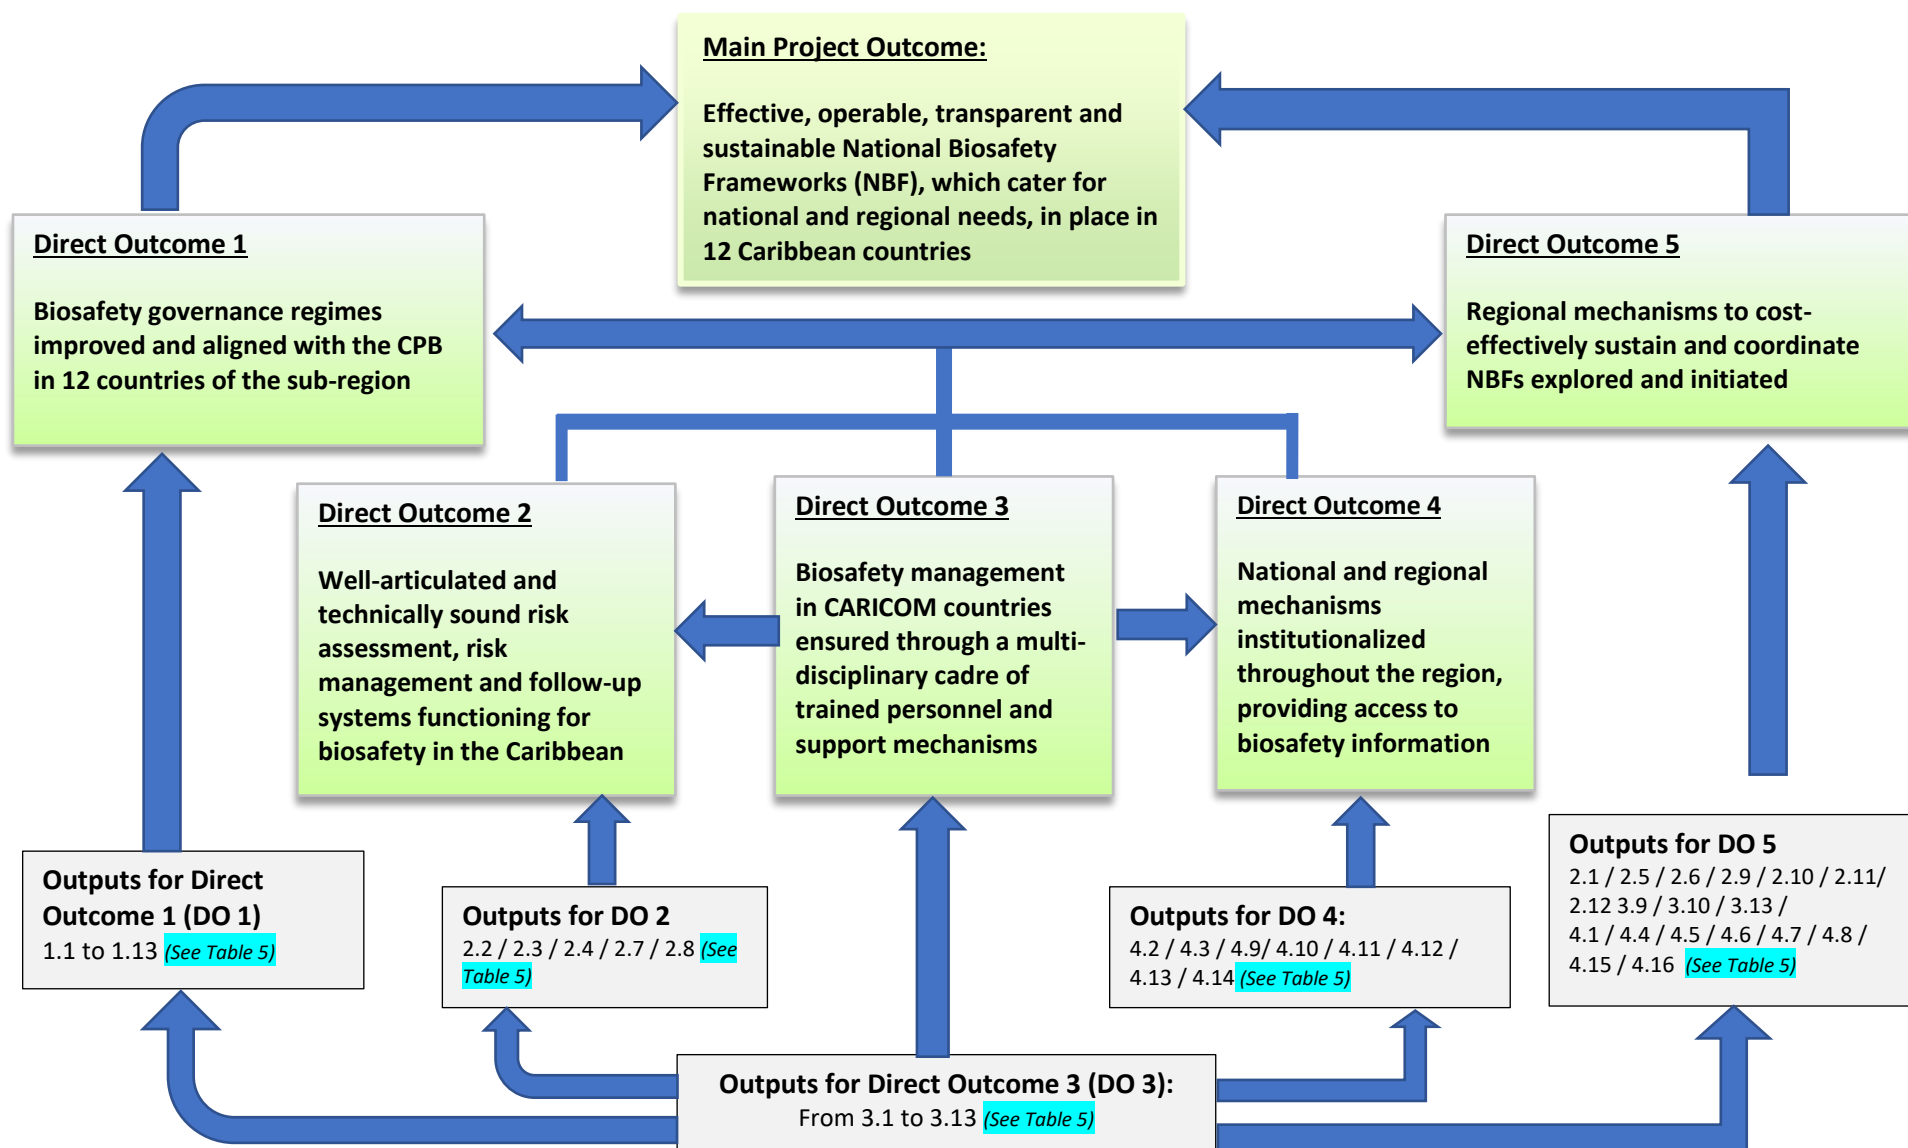 Main Project Outcome:
Effective, operable, transparent and
sustainable National Biosafety
Frameworks (NBF), which cater for
national and regional needs, in place in
12 Caribbean countries
Direct Outcome 1
Biosafety governance regimes
improved and aligned with the CPB
in 12 countries of the sub-region
Direct Outcome 5
Regional mechanisms to cost-
effectively sustain and coordinate
NBFs explored and initiated
Direct Outcome 2
Well-articulated and
technically sound risk
assessment, risk
management and follow-up
systems functioning for
biosafety in the Caribbean
Direct Outcome 3
Biosafety management
in CARICOM countries
ensured through a multi-
disciplinary cadre of
trained personnel and
support mechanisms
Direct Outcome 4
National and regional
mechanisms
institutionalized
throughout the region,
providing access to
biosafety information
Outputs for Direct
Outcome 1 (DO 1)
1.1 to 1.13 (See Table 5)
Outputs for DO 2
2.2 / 2.3 / 2.4 / 2.7 / 2.8 (See
Table 5)
Outputs for DO 4:
4.2 / 4.3 / 4.9/ 4.10 / 4.11 / 4.12 /
4.13 / 4.14 (See Table 5)
Outputs for DO 5
2.1 / 2.5 / 2.6 / 2.9 / 2.10 / 2.11/
2.12 3.9 / 3.10 / 3.13 /
4.1 / 4.4 / 4.5 / 4.6 / 4.7 / 4.8 /
4.15 / 4.16 (See Table 5)
Outputs for Direct Outcome 3 (DO 3):
From 3.1 to 3.13 (See Table 5)